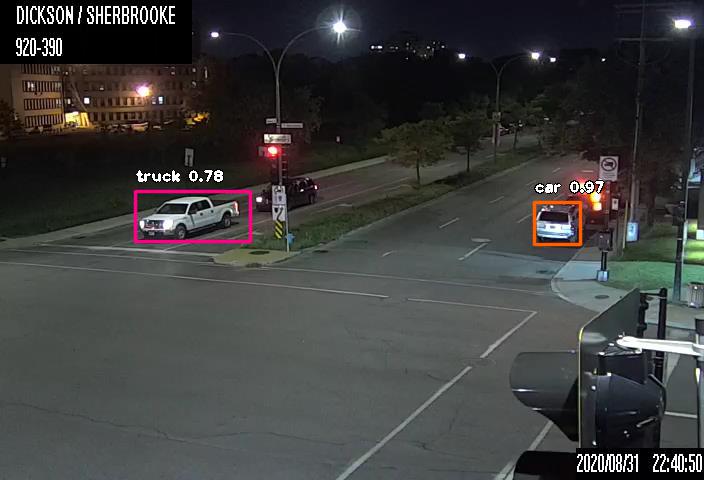 DICKSON / SHERBROOKE
920-390
truck 0.78
car 0.97
2020/08/31 22:40:50